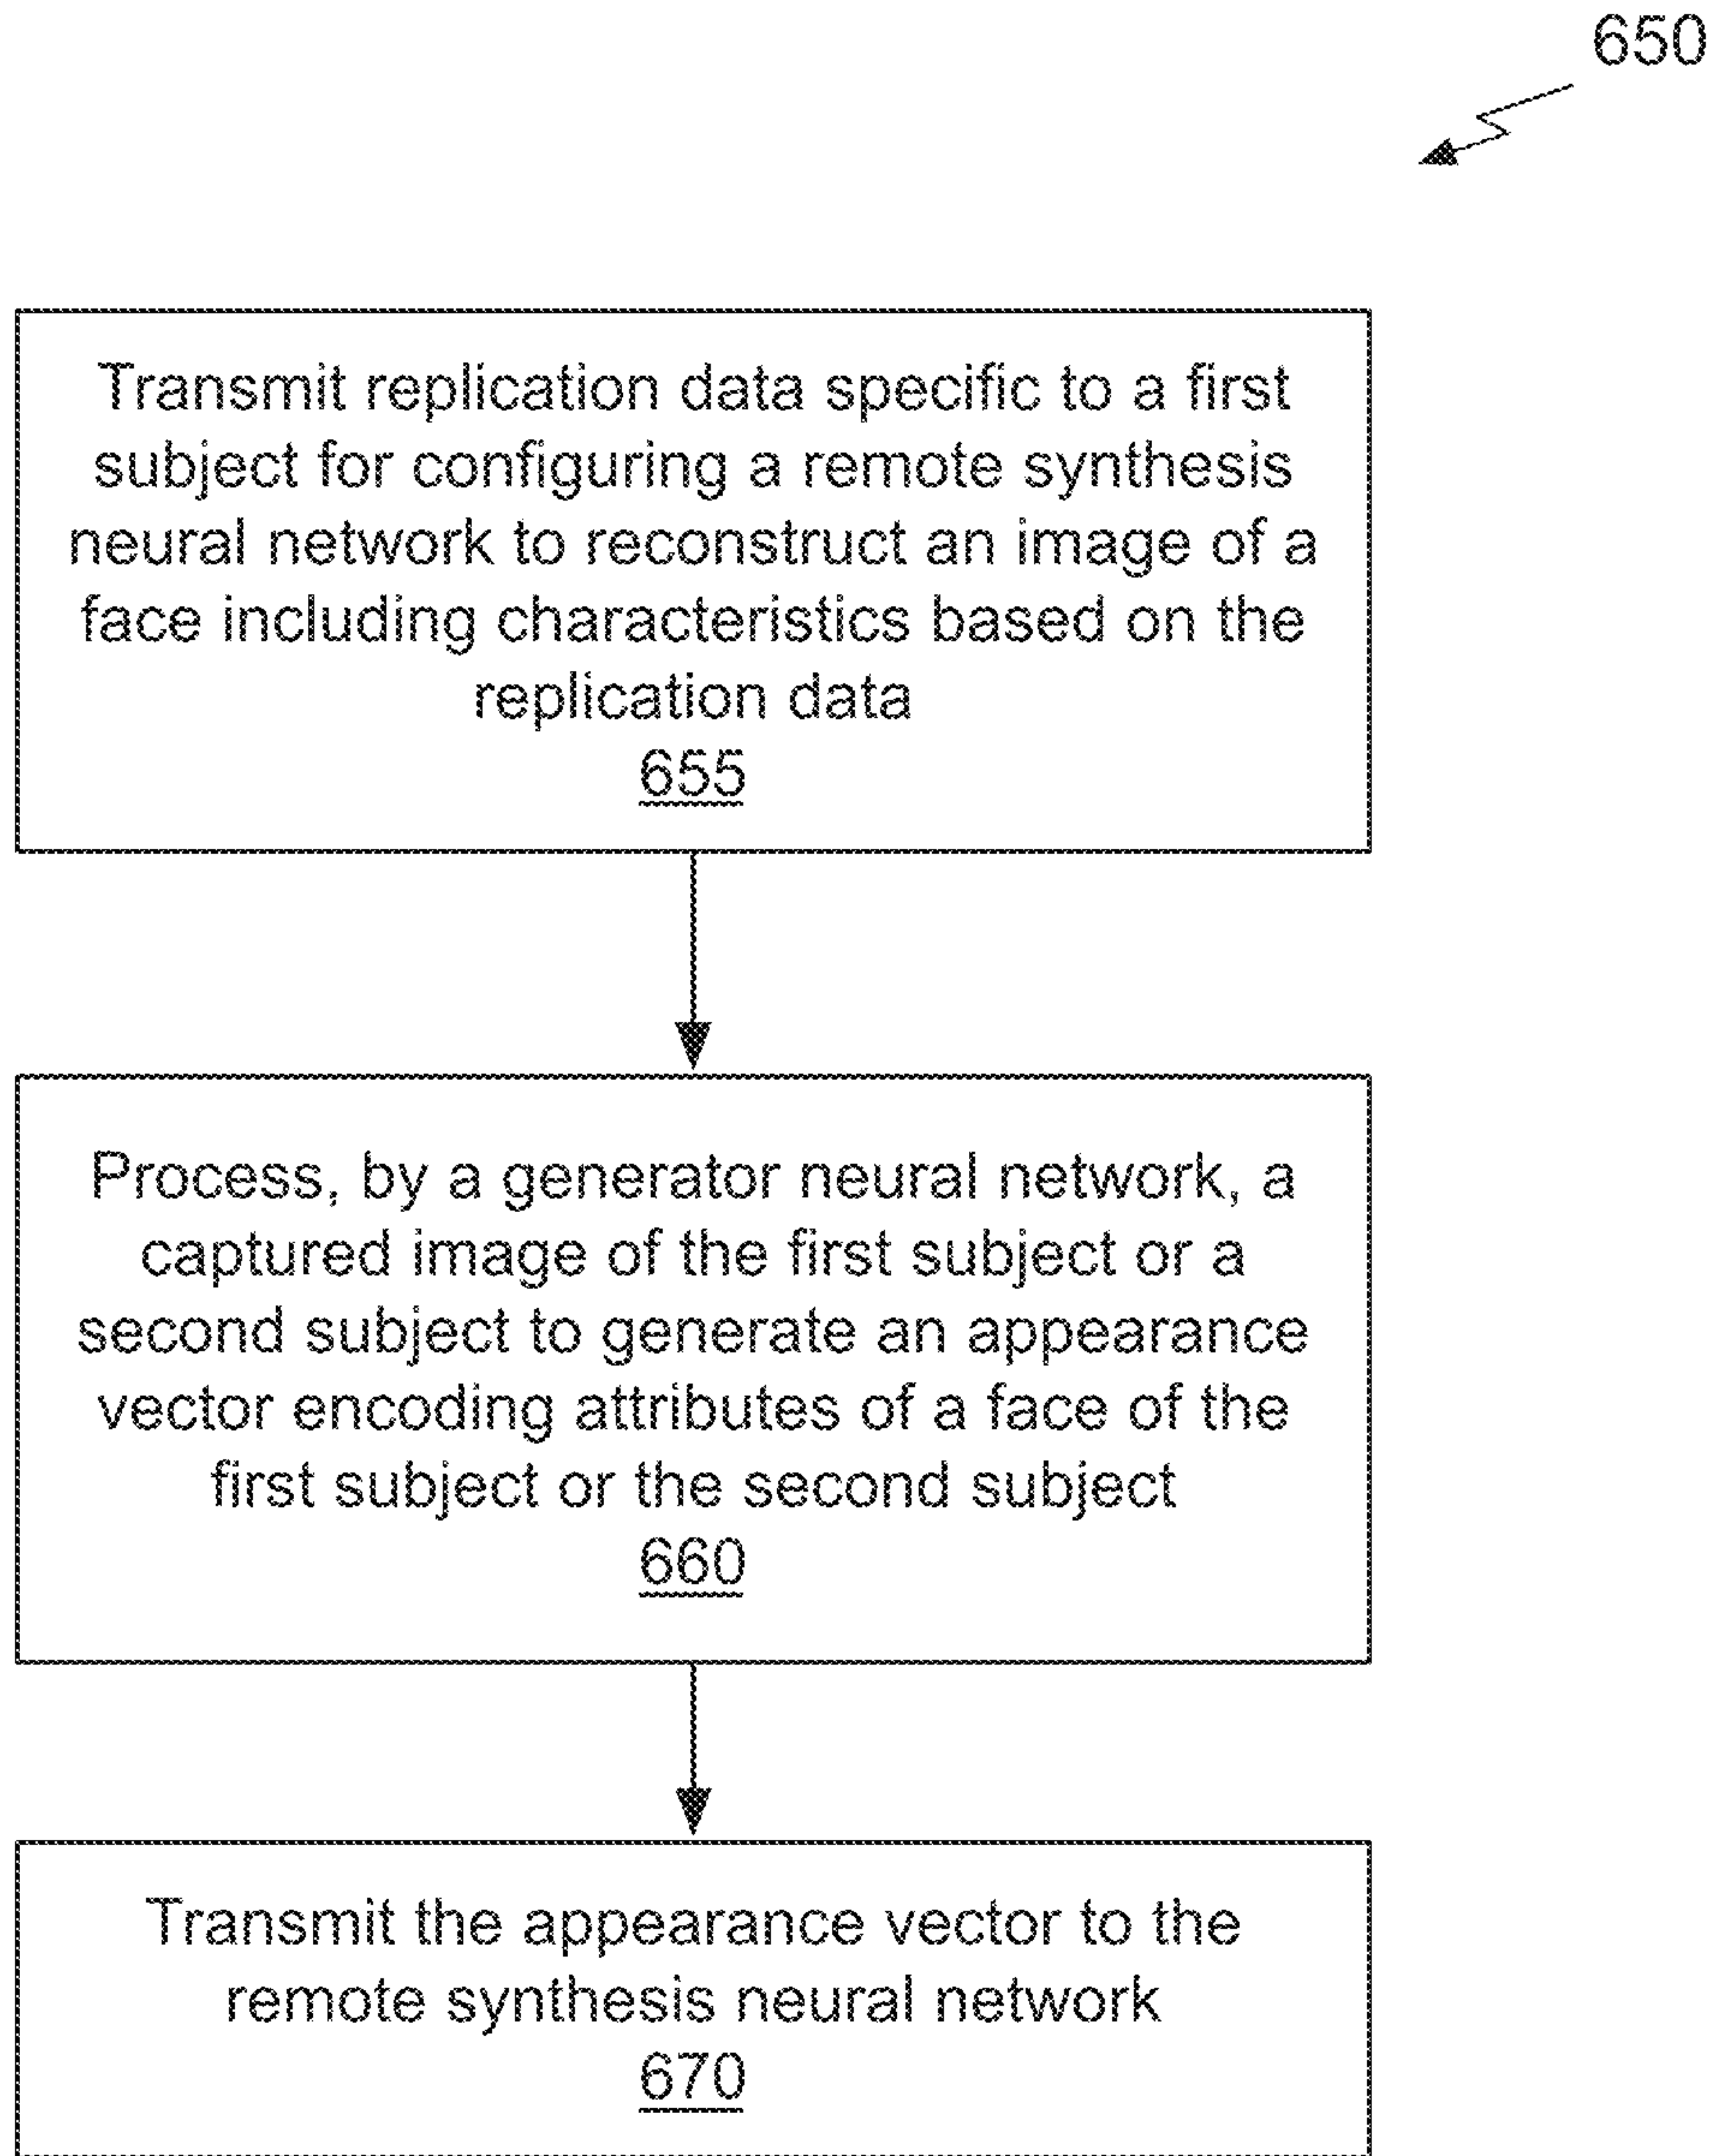 650
Transmit replication data specific to a first
subject for configuring a remote synthesis
neural network to reconstruct an image of a
face including characteristics based on the
replication data
655
Process, by a generator neural network, a
captured image of the first subject or a
second subject to generate an appearance
vector encoding attributes of a face of the
first subject or the second subject
660
Transmit the appearance vector to the
remote synthesis neural network
670